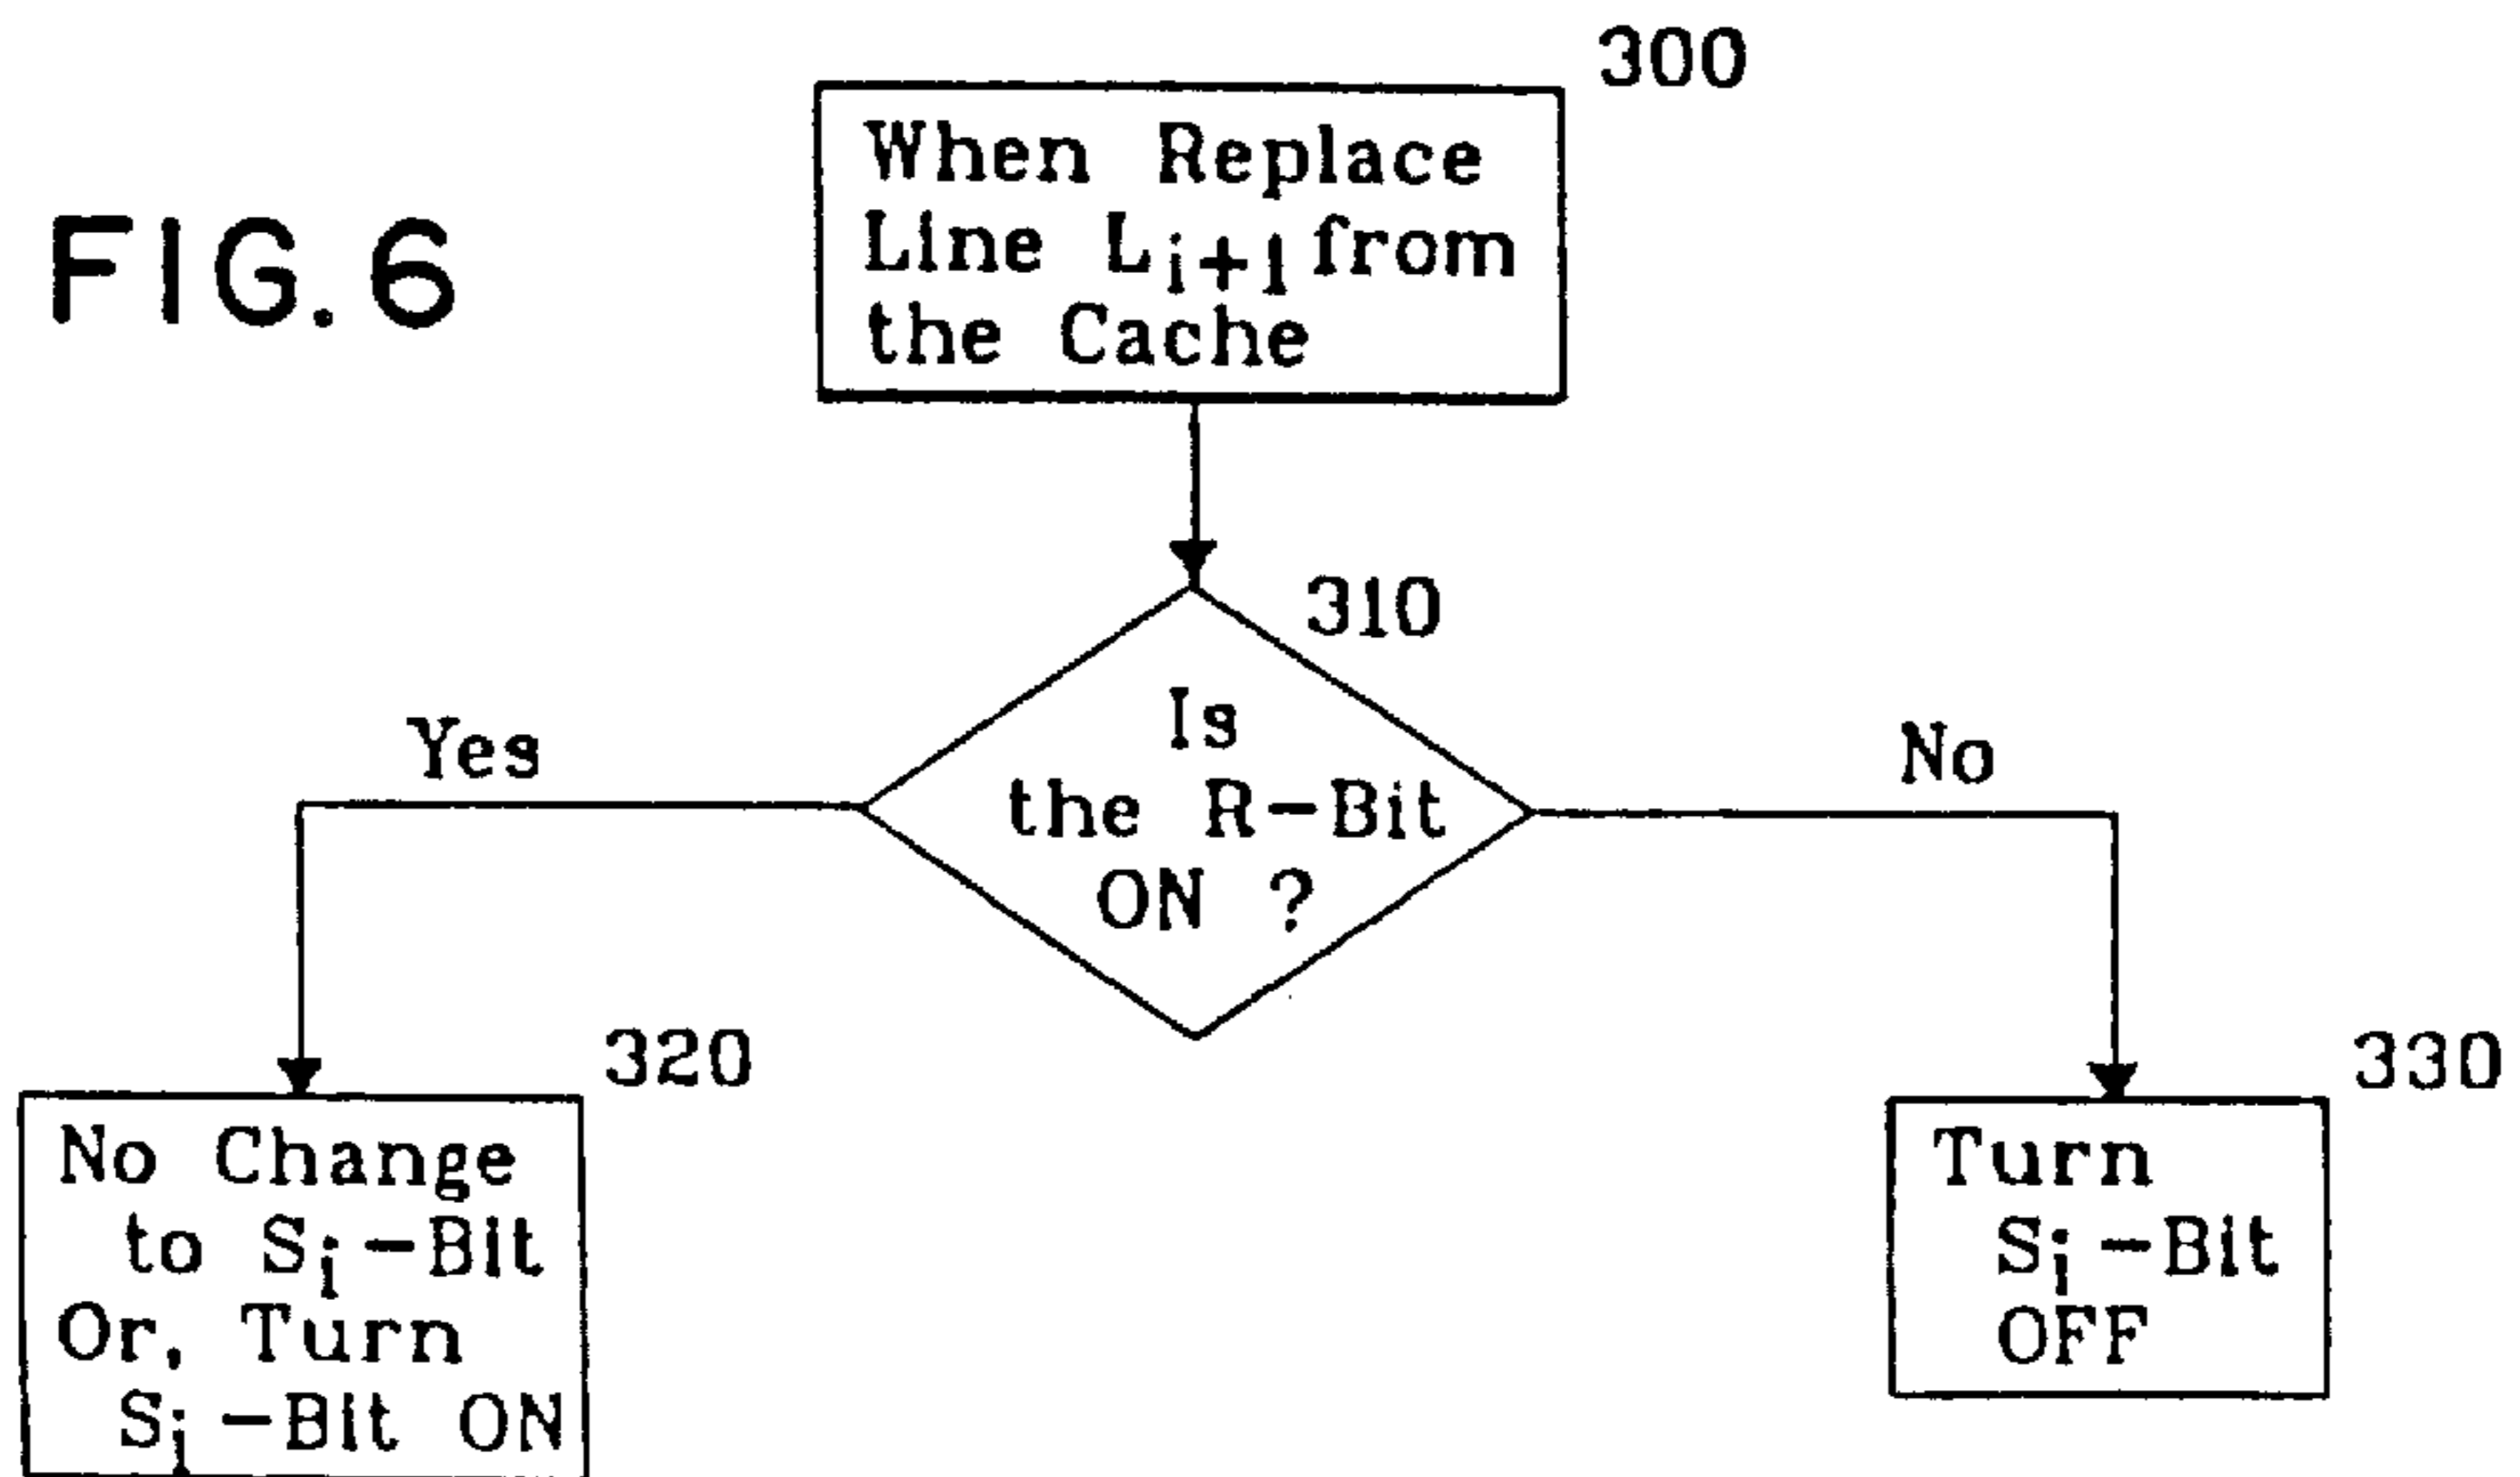 FIG. 6
300
When Replace
Line Li+1 from
the Cache
310
Is
the R-Bit
ON ?
Yes
No
320
No Change
to Si-Bit
Or, Turn
Si-Bit ON
330
Turn
Si-Bit
OFF